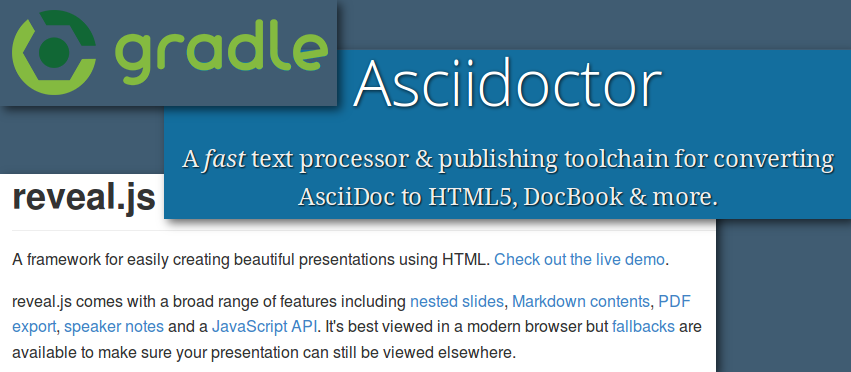 gradle
Asciidoctor
A fast text processor & publishing toolchain for converting
AsciiDoc to HTML5, DocBook & more.
reveal.js
A framework for easily creating beautiful presentations using HTML. Check out the live demo.
reveal.js comes with a broad range of features including nested slides, Markdown contents, PDF
export, speaker notes and a JavaScript API. It's best viewed in a modern browser but fallbacks are
available to make sure your presentation can still be viewed elsewhere.